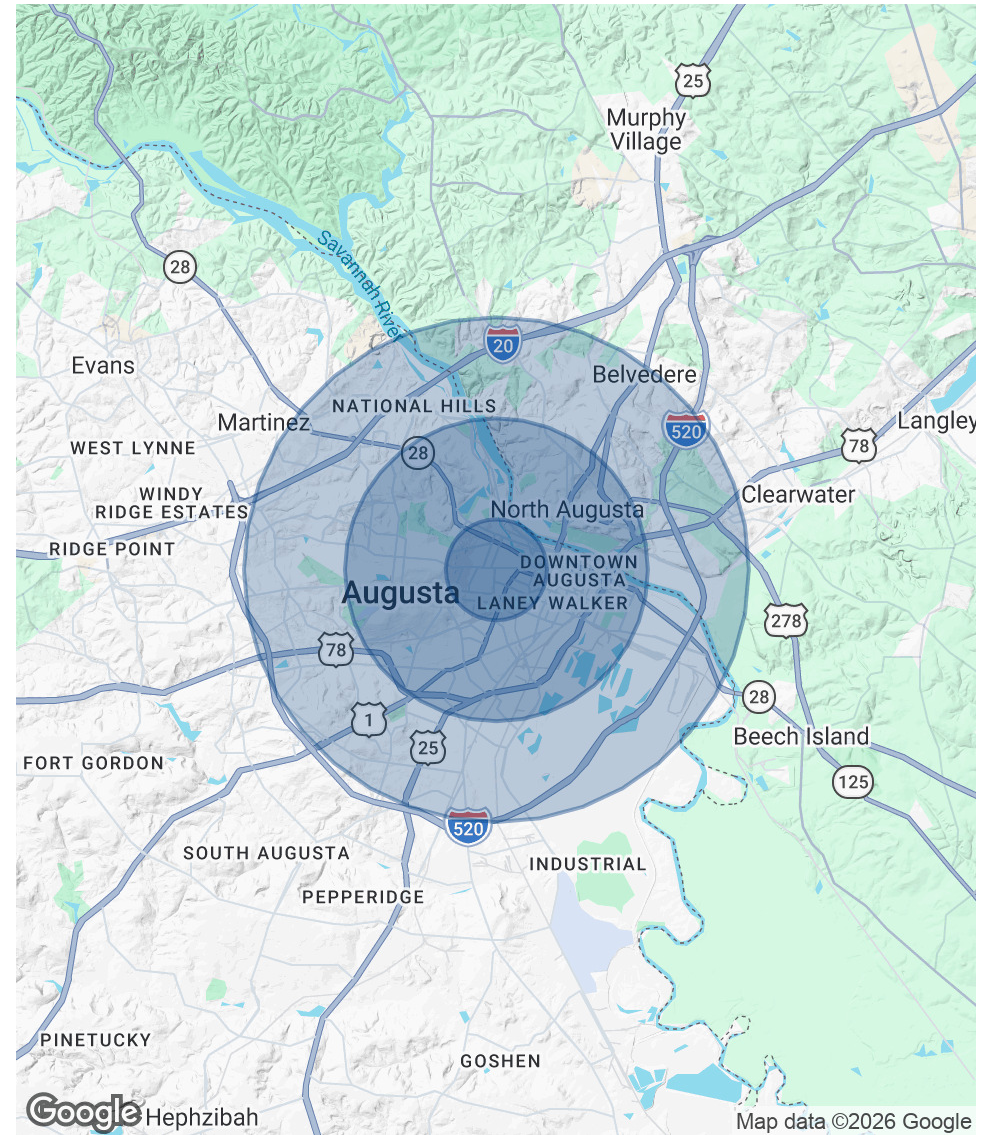 25
Murphy
Village
28
Savannah River
20
Evans
Belvedere
NATIONAL HILLS
Martinez
520
Langley
WEST LYNNE
28
78
WINDY
RIDGE ESTATES
Clearwater
North Augusta
RIDGE POINT
DOWNTOWN
AUGUSTA
Augusta
LANEY WALKER
278
78
28
1
Beech Island
25
FORT GORDON
125
520
SOUTH AUGUSTA
INDUSTRIAL
PEPPERIDGE
PINETUCKY
GOSHEN
Google
Hephzibah
Map data ©2026 Google